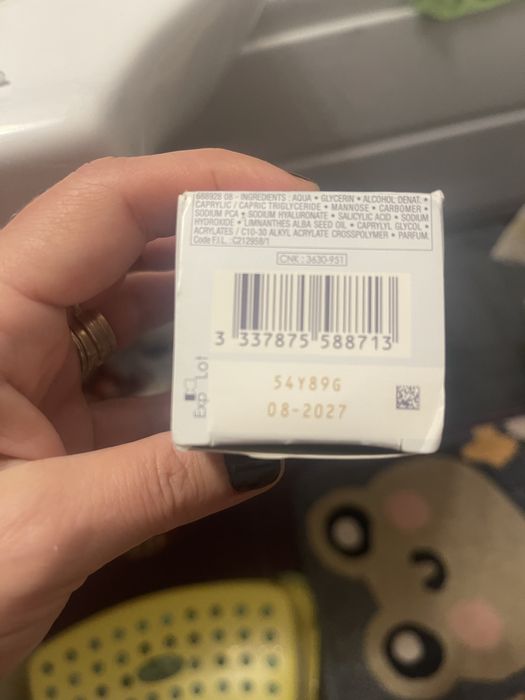 668928 08 - INGREDIENTS : AQUA • GLYCERIN • ALCOHOL DENAT. •
CAPRYLIC / CAPRIC TRIGLYCERIDE • MANNOSE • CARBOMER •
SODIUM PCA • SODIUM HYALURONATE • SALICYLIC ACID • SODIUM
HYDROXIDE • LIMNANTHES ALBA SEED OIL • CAPRYLYL GLYCOL •
ACRYLATES / C10-30 ALKYL ACRYLATE CROSSPOLYMER • PARFUM.
Code F.I.L. : C212958/1
CNK : 3630-951
3 337875 588713
54Y89G
08-2027
Exp Lot